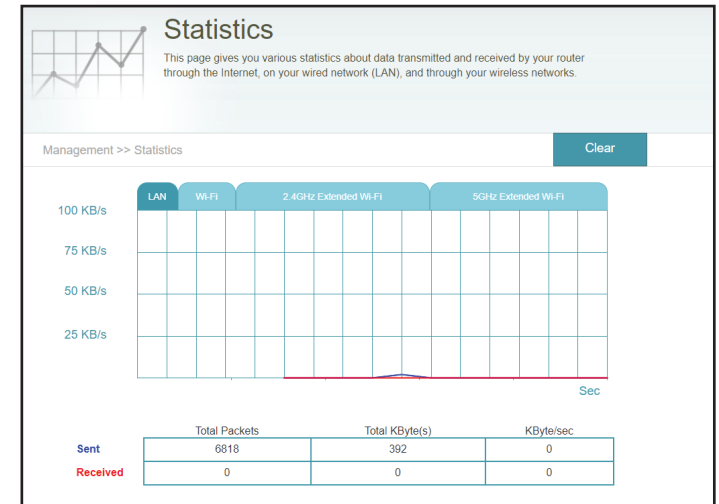 Statistics
This page gives you various statistics about data transmitted and received by your router
through the Internet, on your wired network (LAN), and through your wireless networks.
Management >> Statistics
Clear
LAN Wi-Fi 2.4GHz Extended Wi-Fi 5GHz Extended Wi-Fi
100 KB/s
75 KB/s
50 KB/s
25 KB/s
Sec
Total Packets Total KByte(s) KByte/sec
Sent 6818 392 0
Received 0 0 0